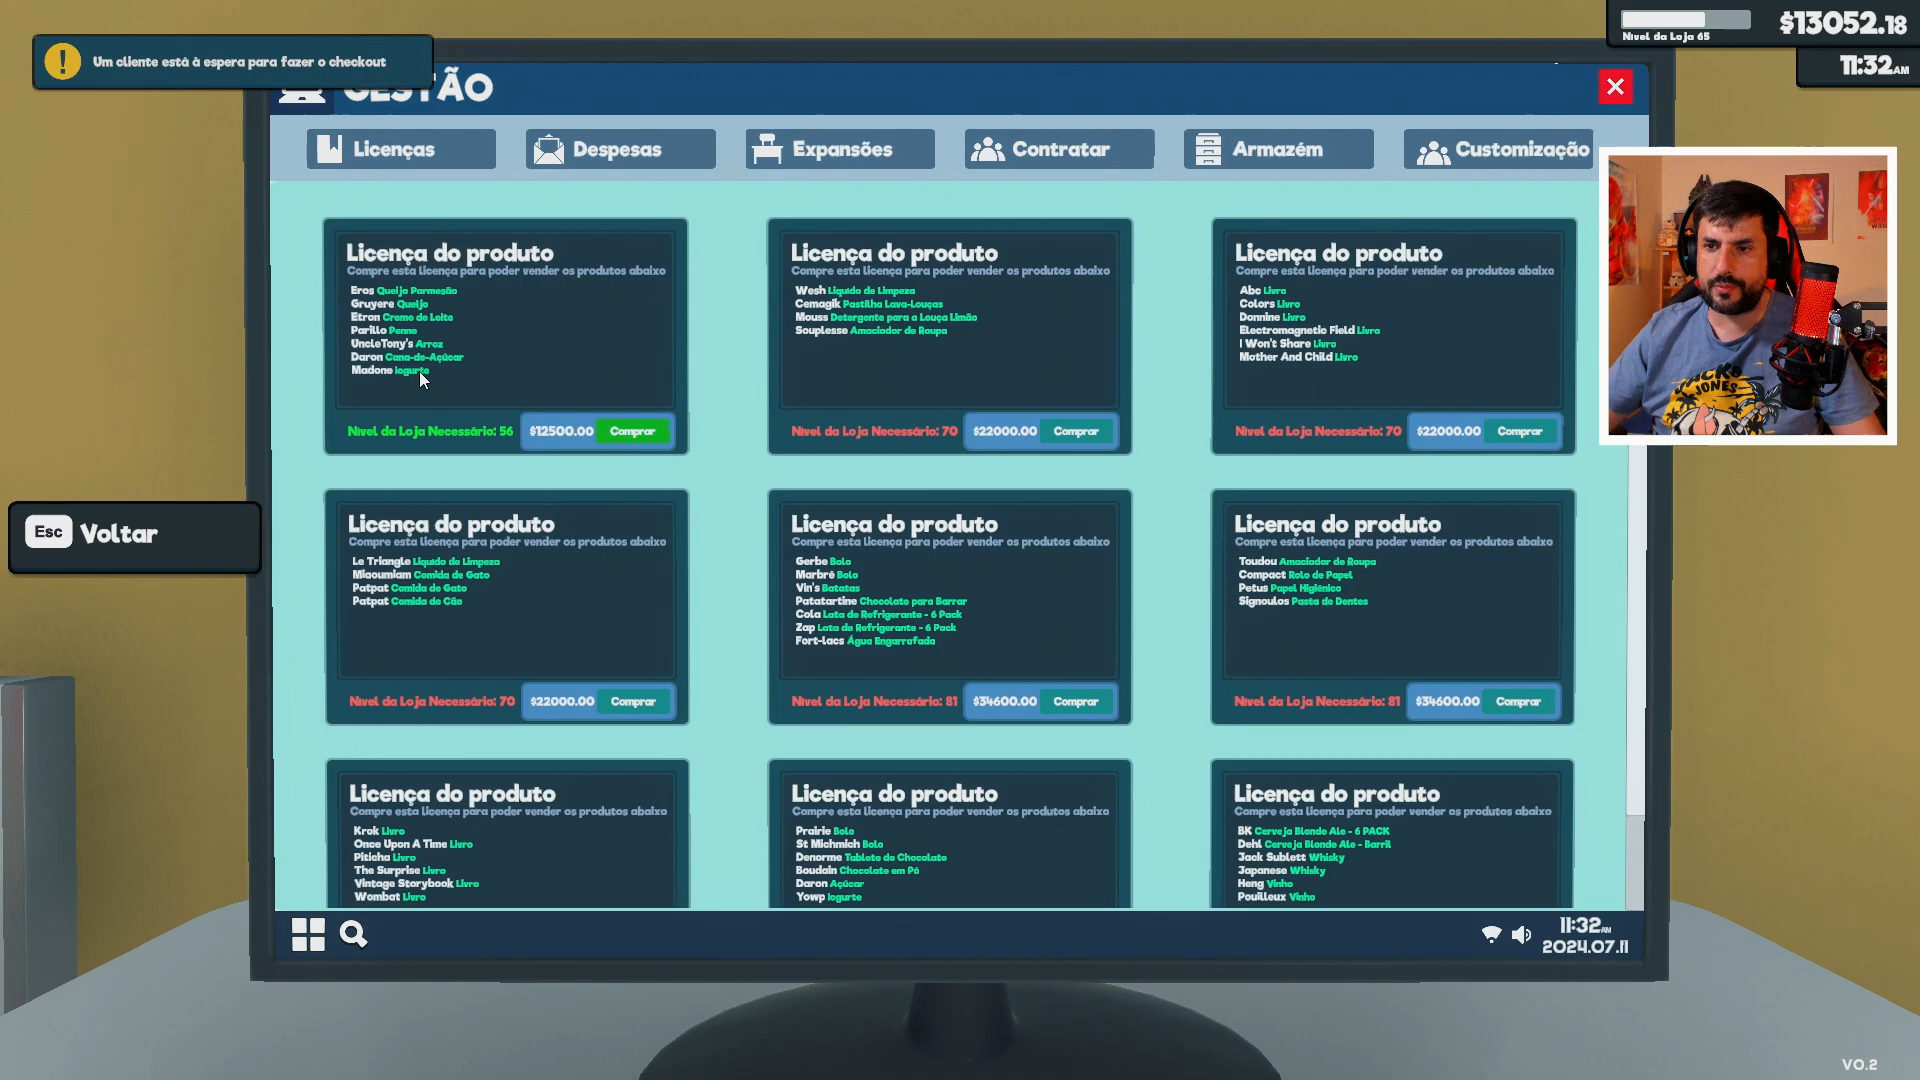 Um cliente está à espera para fazer o checkout
GESTÃO
Nível da Loja 65
$13052.18
11:32AM
Licenças
Despesas
Expansões
Contratar
Armazém
Customização
Licença do produto
Compre esta licença para poder vender os produtos abaixo
Eros Queijo Parmesão
Gruyere Queijo
Etron Creme de Leite
Parillo Penne
UncleTony's Arroz
Daron Cana-de-Açúcar
Madone Iogurte
Nível da Loja Necessário: 56
$12500.00
Comprar
Licença do produto
Compre esta licença para poder vender os produtos abaixo
Wesh Líquido de Limpeza
Cemagik Pastilha Lava-Louças
Mouss Detergente para a Louça Limão
Souplesse Amaciador de Roupa
Nível da Loja Necessário: 70
$22000.00
Comprar
Licença do produto
Compre esta licença para poder vender os produtos abaixo
Abc Livro
Colors Livro
Donnine Livro
Electromagnetic Field Livro
I Won't Share Livro
Mother And Child Livro
Nível da Loja Necessário: 70
$22000.00
Comprar
Esc
Voltar
Licença do produto
Compre esta licença para poder vender os produtos abaixo
Le Triangle Líquido de Limpeza
Miaoumiam Comida de Gato
Patpat Comida de Gato
Patpat Comida de Cão
Nível da Loja Necessário: 70
$22000.00
Comprar
Licença do produto
Compre esta licença para poder vender os produtos abaixo
Gerbe Bolo
Marbré Bolo
Vin's Batatas
Patatartine Chocolate para Barrar
Cola Lata de Refrigerante - 6 Pack
Zap Lata de Refrigerante - 6 Pack
Fort-lacs Água Engarrafada
Nível da Loja Necessário: 81
$34600.00
Comprar
Licença do produto
Compre esta licença para poder vender os produtos abaixo
Toudou Amaciador de Roupa
Compact Rolo de Papel
Petus Papel Higiênico
Signoulos Pasta de Dentes
Nível da Loja Necessário: 81
$34600.00
Comprar
Licença do produto
Compre esta licença para poder vender os produtos abaixo
Krok Livro
Once Upon A Time Livro
Piticha Livro
The Surprise Livro
Vintage Storybook Livro
Wombat Livro
Licença do produto
Compre esta licença para poder vender os produtos abaixo
Prairie Bolo
St Michmich Bolo
Denorme Tablete de Chocolate
Boudain Chocolate em Pó
Daron Açúcar
Yowp Iogurte
Licença do produto
Compre esta licença para poder vender os produtos abaixo
BK Cerveja Blonde Ale - 6 PACK
Dehl Cerveja Blonde Ale - Barril
Jack Sublett Whisky
Japanese Whisky
Heng Vinho
Pouilleux Vinho
11:32AM
2024.07.11
V0.2